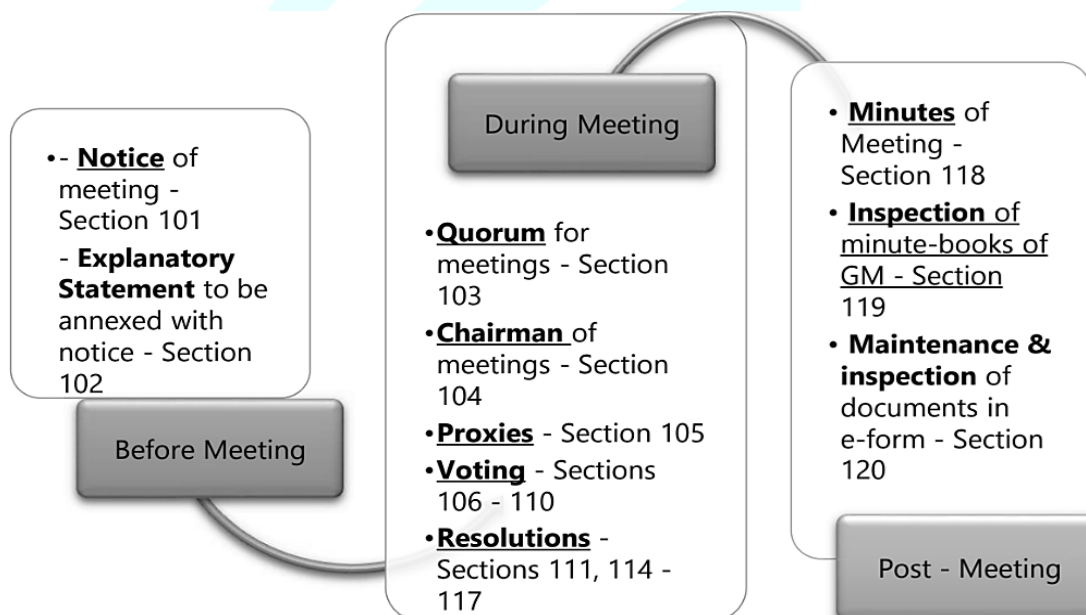 •- Notice of
meeting -
Section 101
- Explanatory
Statement to be
annexed with
notice - Section
102
Before Meeting
During Meeting
•Quorum for
meetings - Section
103
•Chairman of
meetings - Section
104
•Proxies - Section 105
•Voting - Sections
106 - 110
•Resolutions -
Sections 111, 114 -
117
• Minutes of
Meeting -
Section 118
• Inspection of
minute-books of
GM - Section
119
• Maintenance &
inspection of
documents in
e-form - Section
120
Post - Meeting